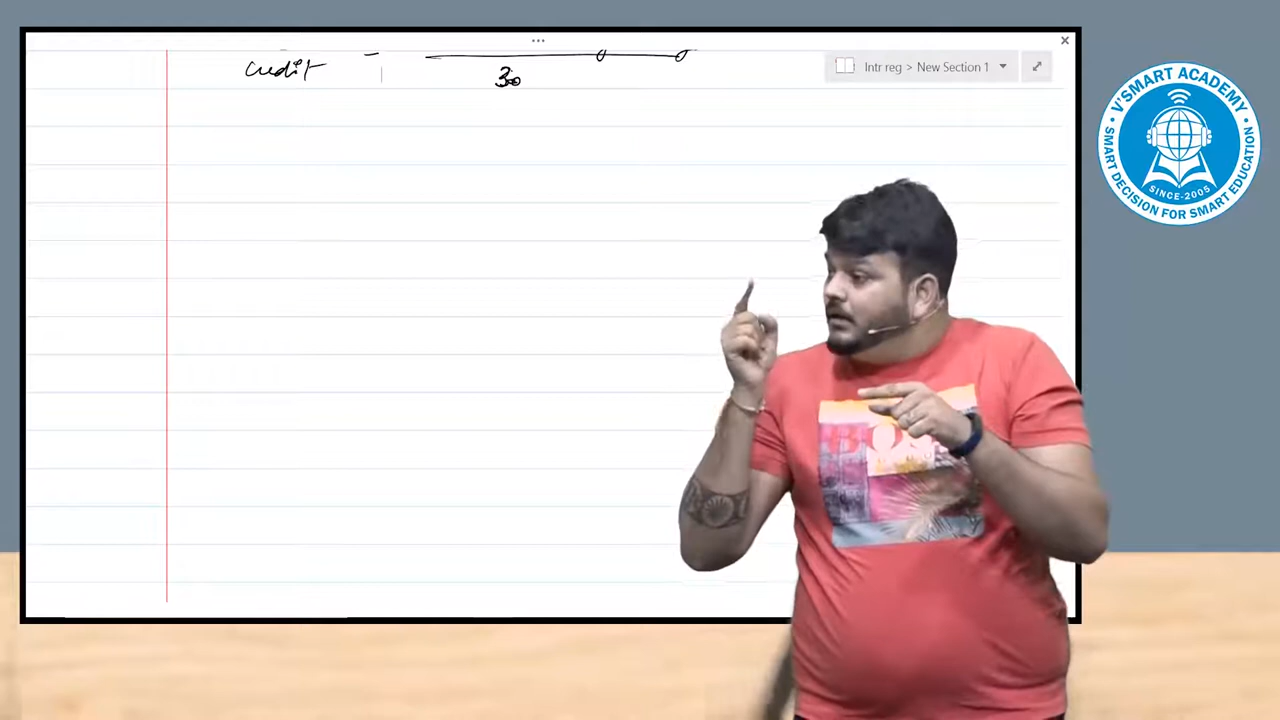 credit
30
Intr reg > New Section 1
V'SMART ACADEMY
SMART DECISION FOR SMART EDUCATION
SINCE-2005